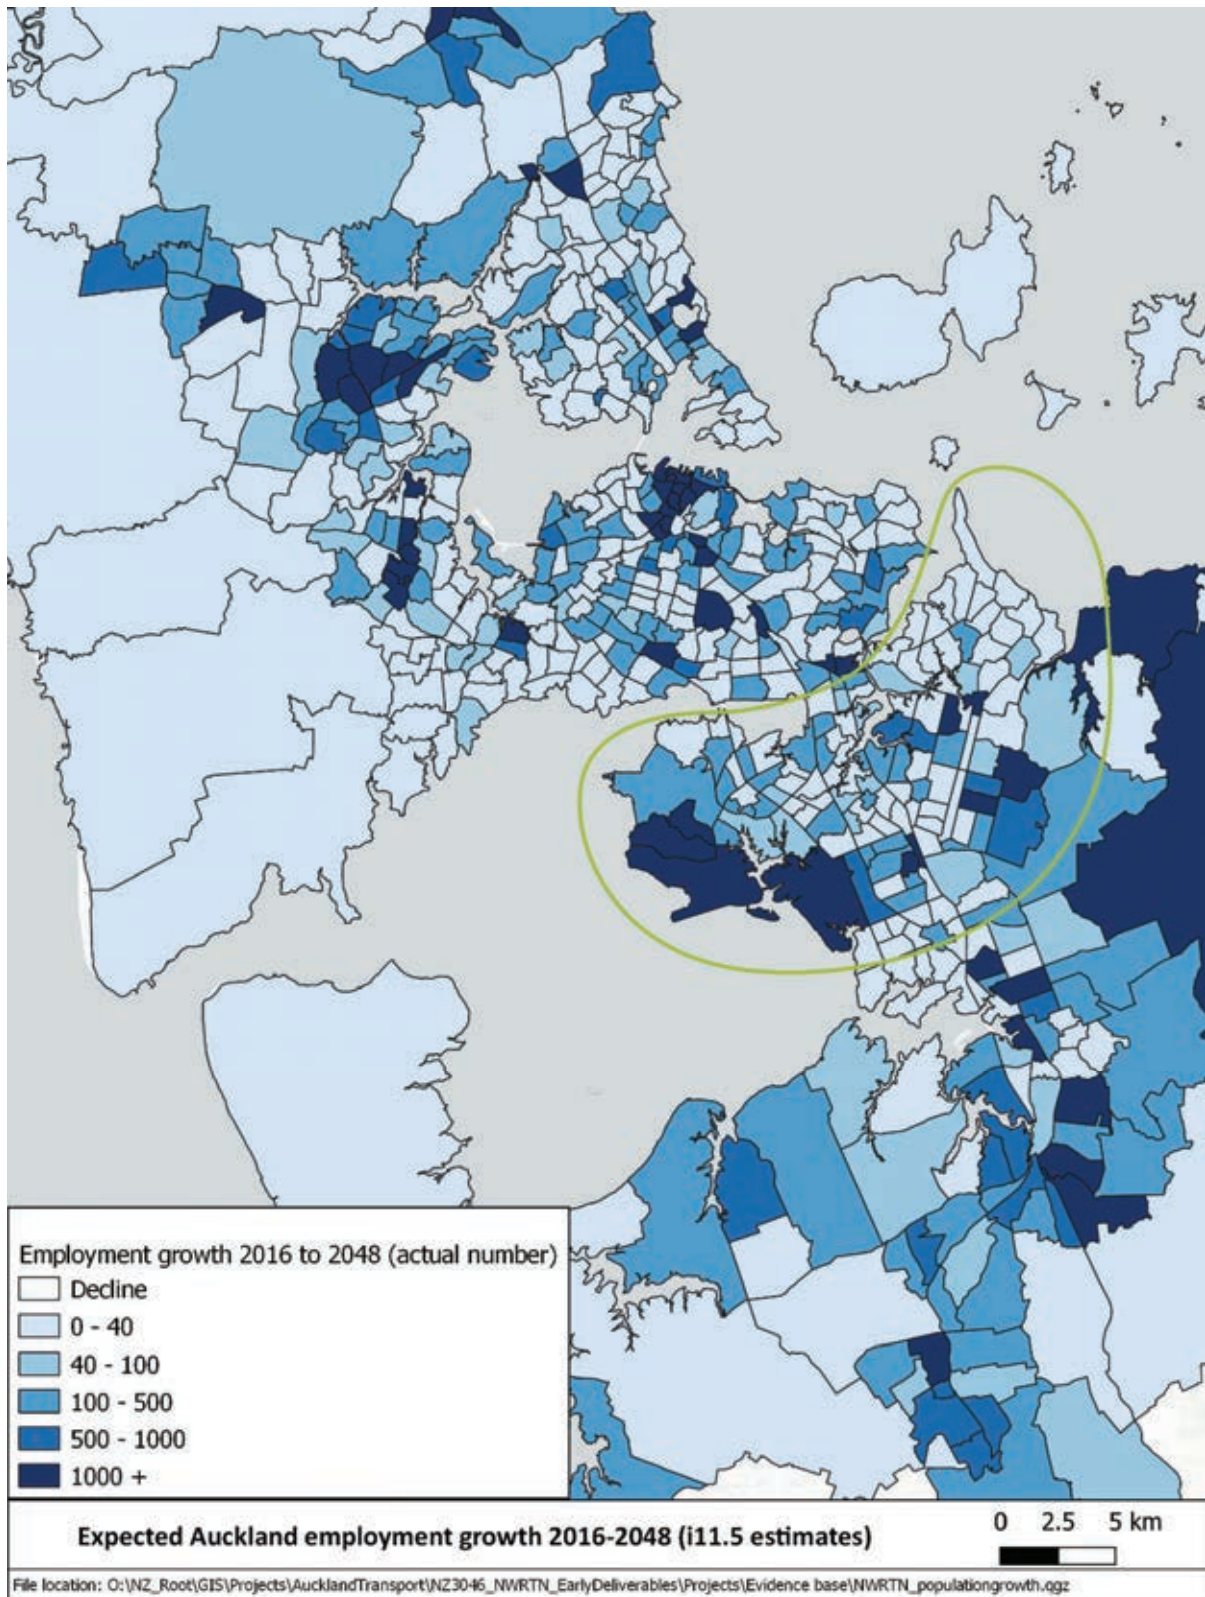 Employment growth 2016 to 2048 (actual number)
Decline
0 - 40
40 - 100
100 - 500
500 - 1000
1000 +
Expected Auckland employment growth 2016-2048 (i11.5 estimates)
0 2.5 5 km
File location: O:\NZ_Root\GIS\Projects\AucklandTransport\NZ3046_NWRTN_EarlyDeliverables\Projects\Evidence base\NWRTN_populationgrowth.qgz